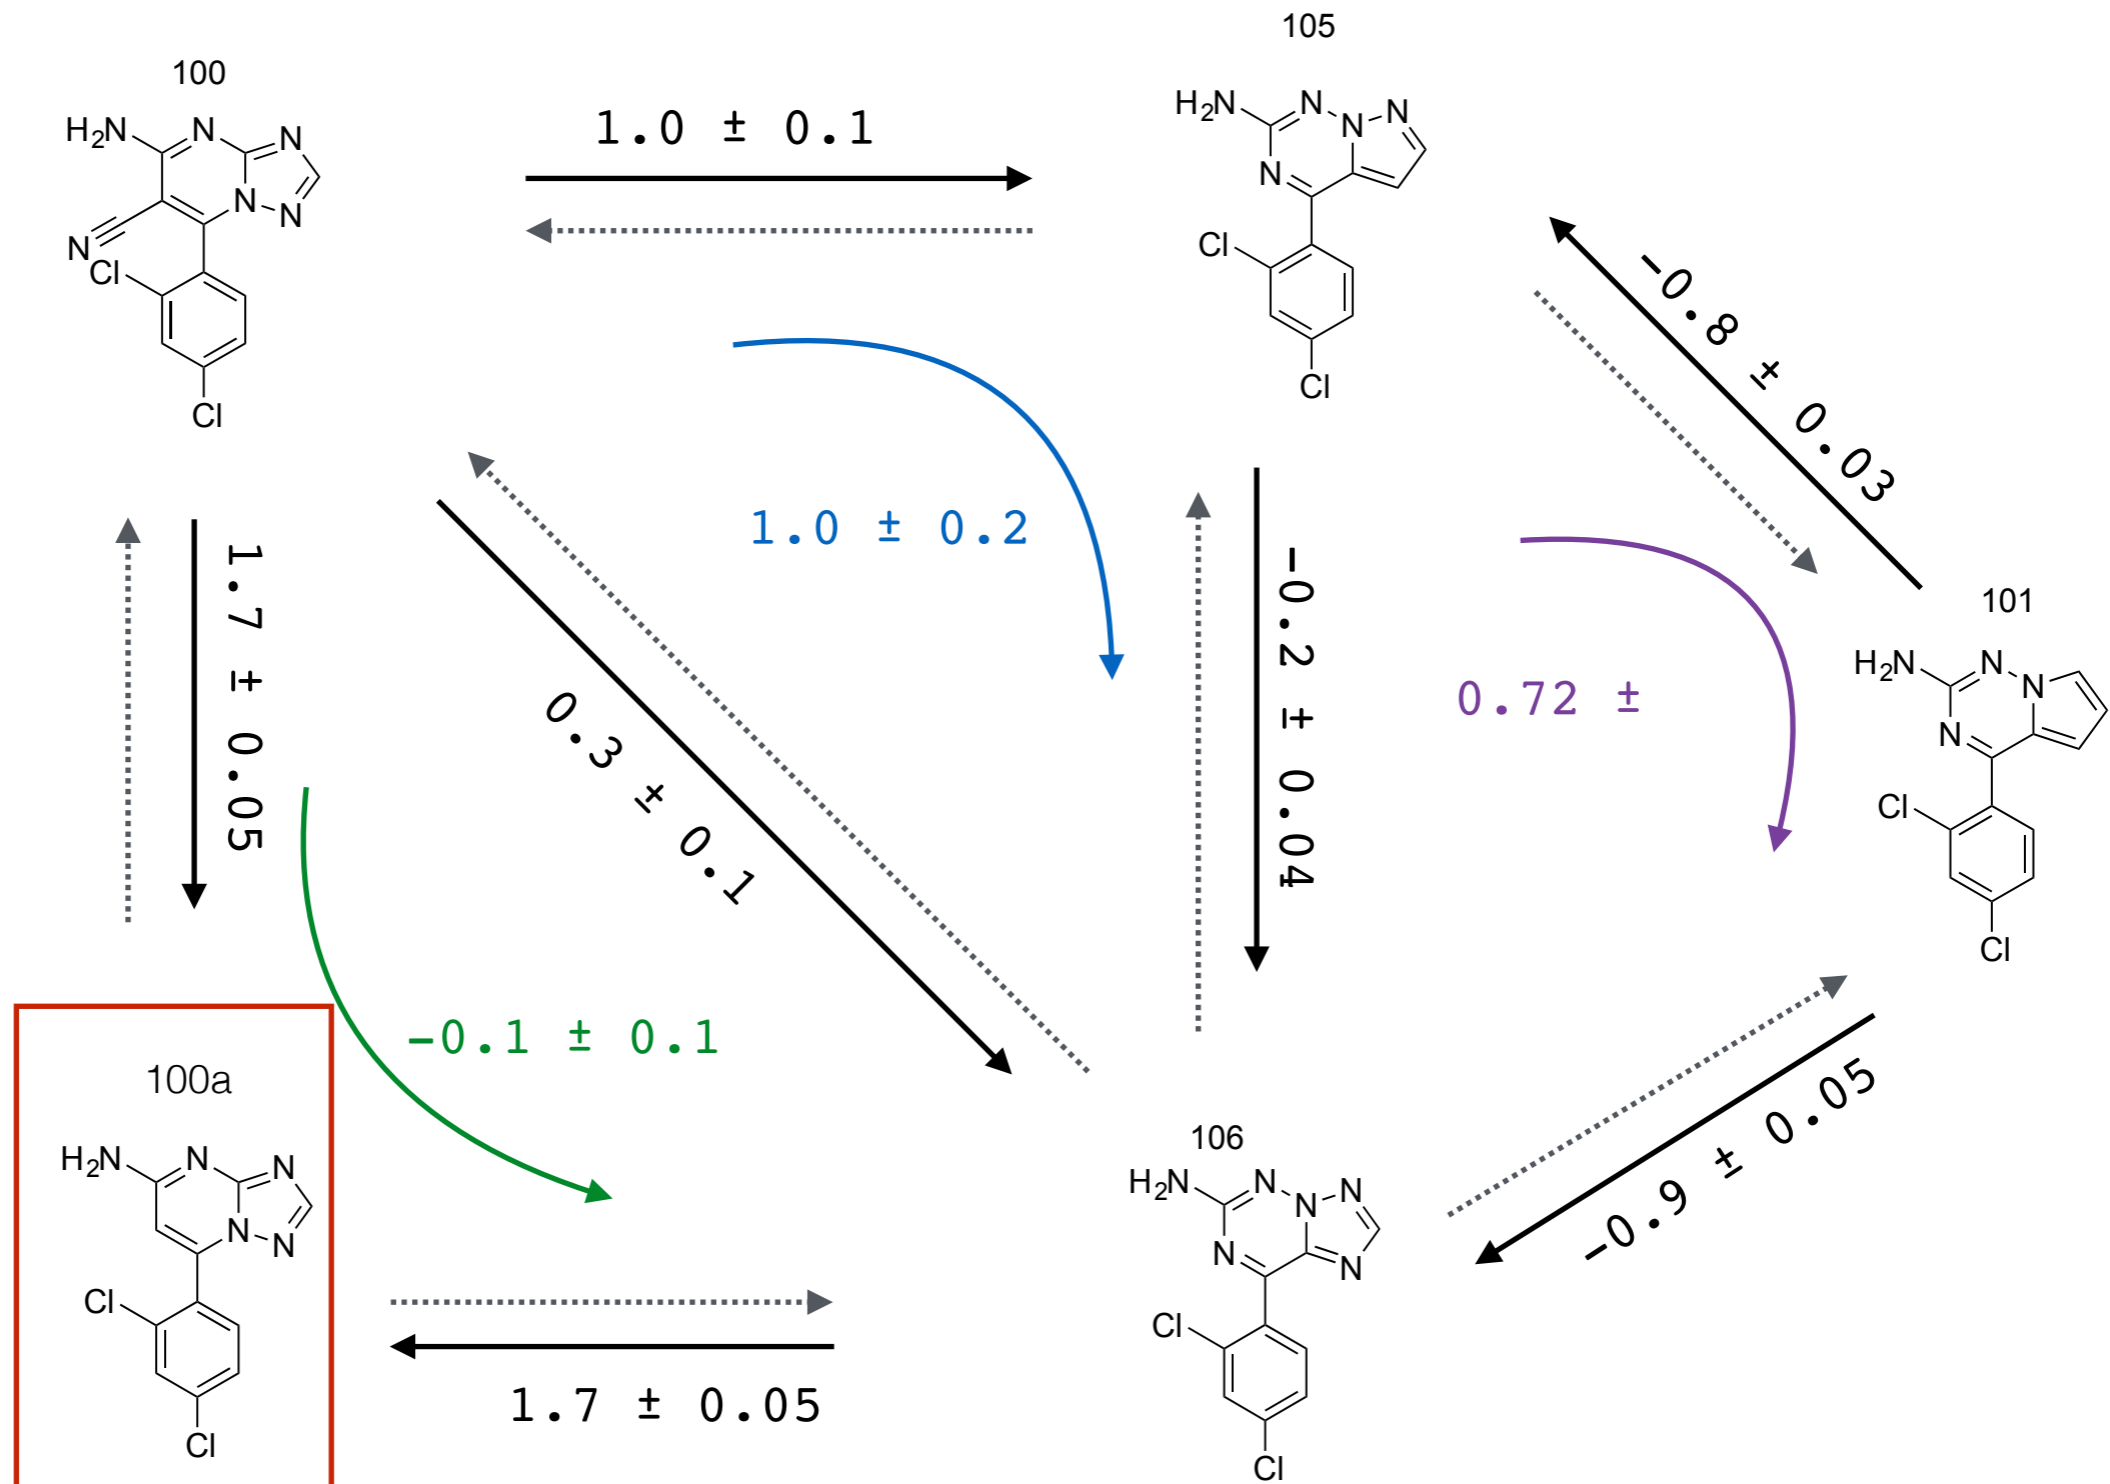 100
H₂N
N
N
N
N
N
Cl
Cl
1.0 ± 0.1
105
H₂N
N
N
N
N
Cl
Cl
-0.8 ± 0.03
1.0 ± 0.2
1.7 ± 0.05
0.3 ± 0.1
-0.2 ± 0.04
0.72 ±
101
H₂N
N
N
N
Cl
Cl
-0.1 ± 0.1
100a
H₂N
N
N
N
N
Cl
Cl
1.7 ± 0.05
106
H₂N
N
N
N
N
N
Cl
Cl
-0.9 ± 0.05